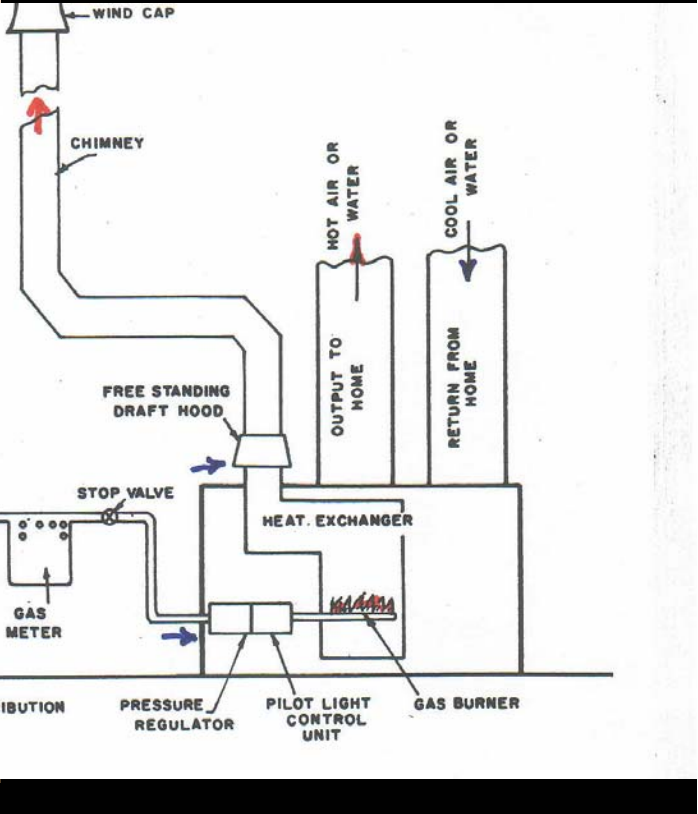 WIND CAP
CHIMNEY
HOT AIR OR
WATER
COOL AIR OR
WATER
OUTPUT TO
HOME
RETURN FROM
HOME
FREE STANDING
DRAFT HOOD
STOP VALVE
HEAT EXCHANGER
GAS
METER
IBUTION
PRESSURE
REGULATOR
PILOT LIGHT
CONTROL
UNIT
GAS BURNER